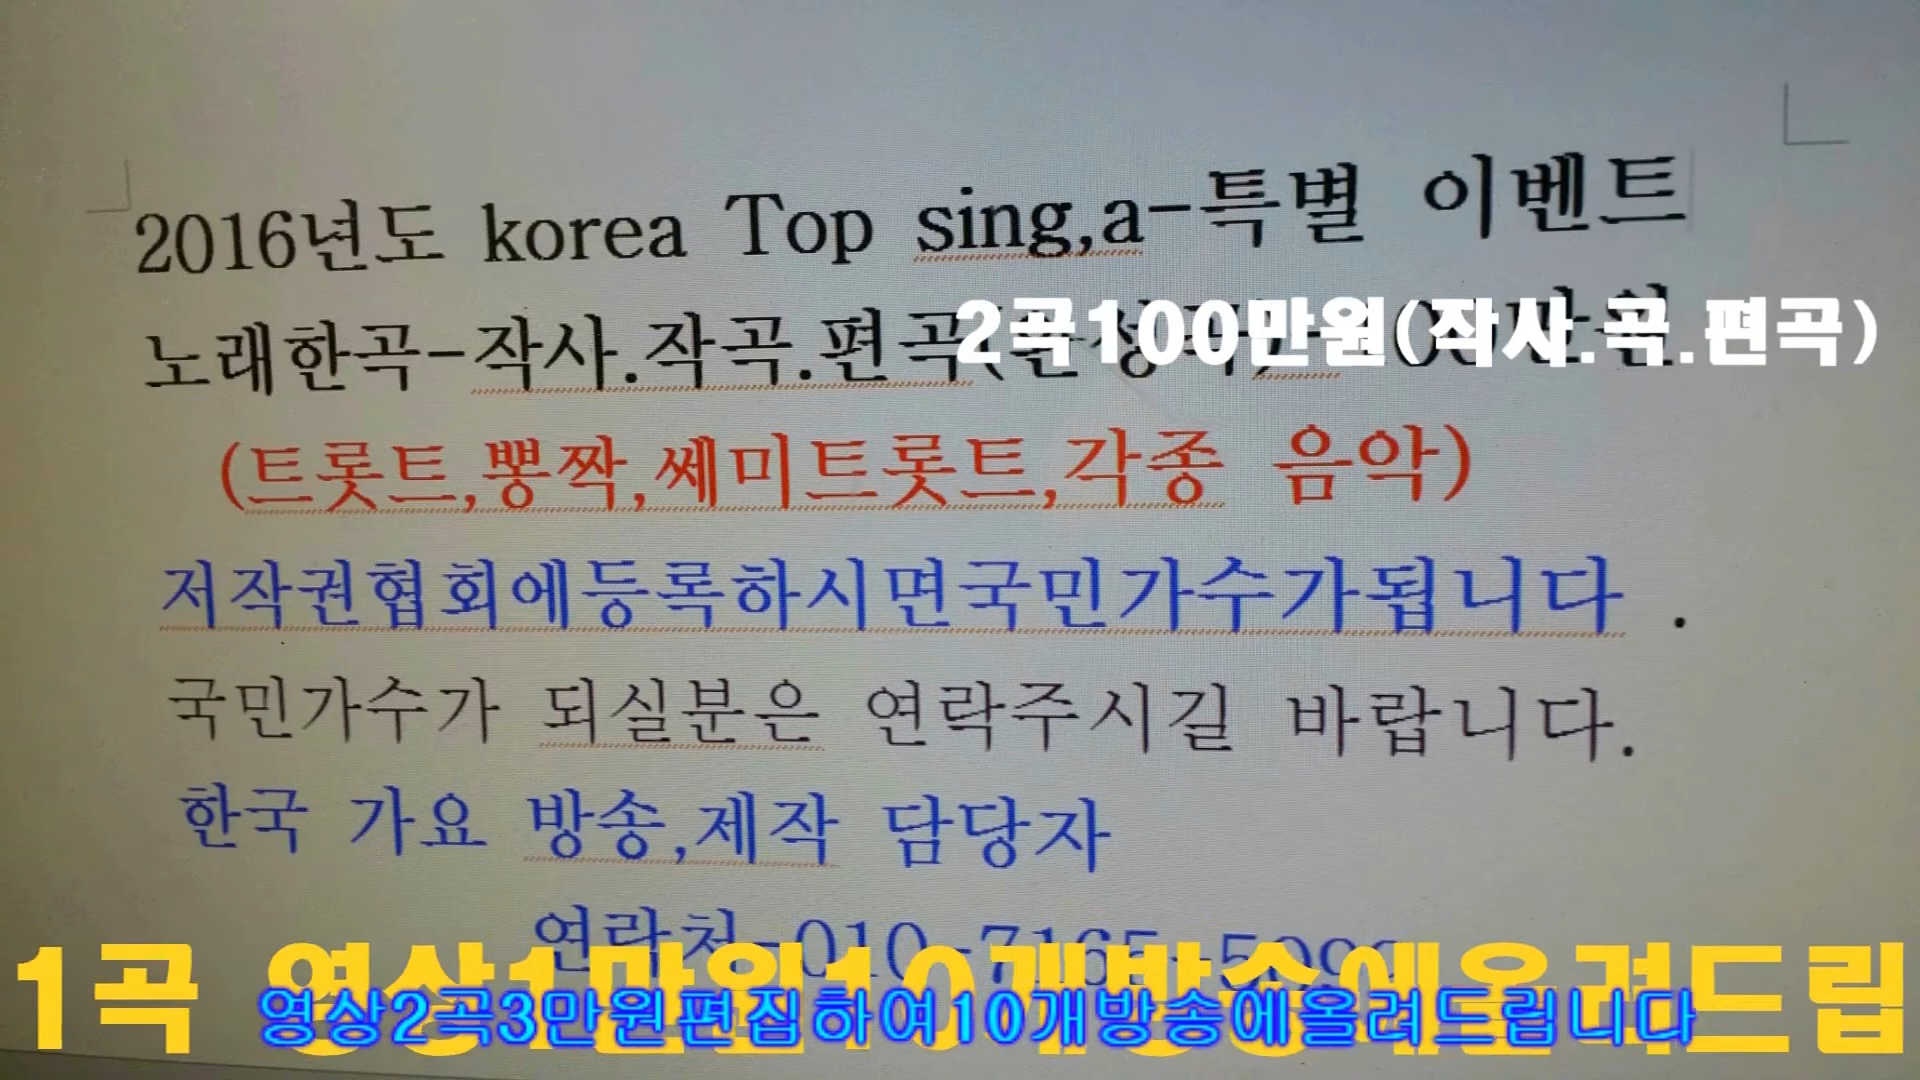 2016년도 korea Top sing,a-특별 이벤트
노래한곡-작사.작곡.편곡
2곡100만원(작사.곡.편곡)
(트롯트,뽕짝,쎄미트롯트,각종 음악)
저작권협회에등록하시면국민가수가됩니다 .
국민가수가 되실분은 연락주시길 바랍니다.
한국 가요 방송,제작 담당자
연락처-010-7165-
1곡 영상1만원10개방송에올려드립
영상2곡3만원편집하여10개방송에올려드립니다